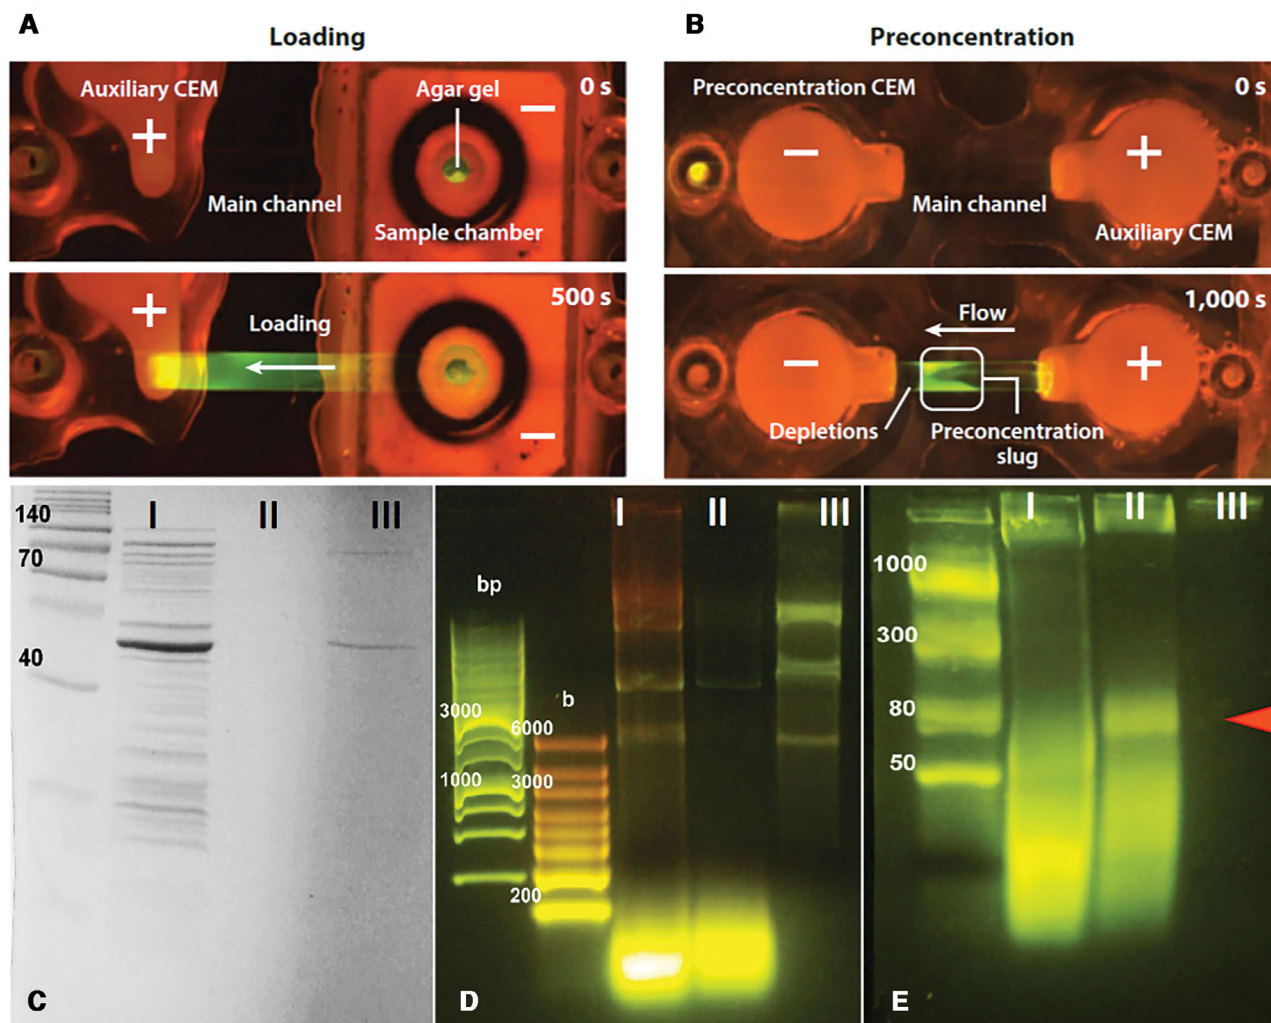 A
Loading
Auxiliary CEM
Agar gel
0 s
+
−
Main channel
Sample chamber
500 s
+
Loading
−
B
Preconcentration
Preconcentration CEM
0 s
−
+
Main channel
Auxiliary CEM
1,000 s
Flow
−
+
Depletions
Preconcentration
slug
140
I
II
III
70
40
C
I
II
III
bp
b
3000
6000
1000
3000
200
D
I
II
III
1000
300
80
50
E